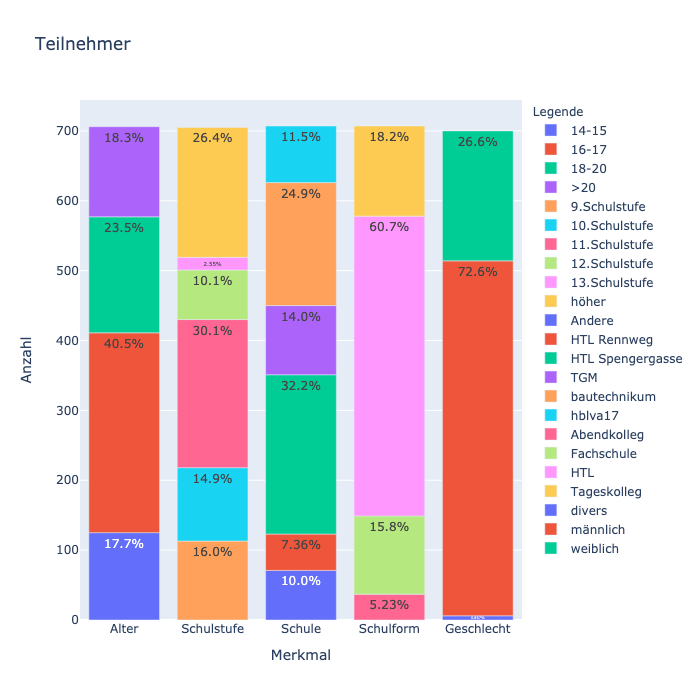 Teilnehmer
Legende
14-15
16-17
18-20
>20
9.Schulstufe
10.Schulstufe
11.Schulstufe
12.Schulstufe
13.Schulstufe
höher
Andere
HTL Rennweg
HTL Spengergasse
TGM
bautechnikum
hblva17
Abendkolleg
Fachschule
HTL
Tageskolleg
divers
männlich
weiblich
Anzahl
700
600
500
400
300
200
100
0
18.3%
23.5%
40.5%
17.7%
26.4%
2.55%
10.1%
30.1%
14.9%
16.0%
11.5%
24.9%
14.0%
32.2%
7.36%
10.0%
18.2%
60.7%
15.8%
5.23%
26.6%
72.6%
Alter
Schulstufe
Schule
Schulform
Geschlecht
Merkmal